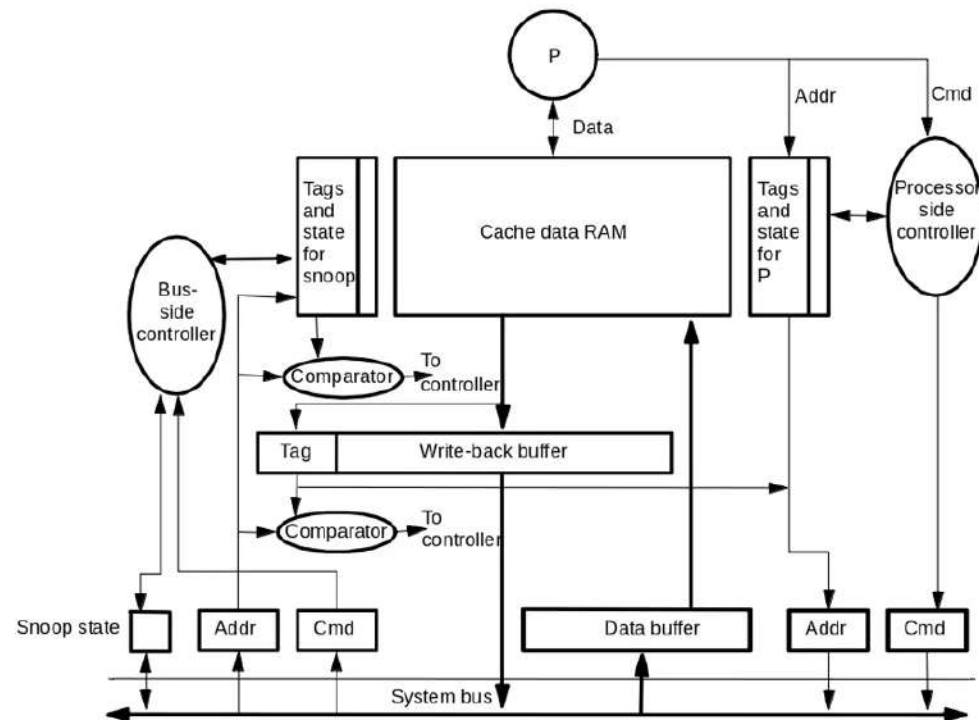 P
Addr
Cmd
Data
Tags
and
state
for
snoop
Cache data RAM
Tags
and
state
for
P
Processor
side
controller
Bus-
side
controller
Comparator
To
controller
Tag
Write-back buffer
Comparator
To
controller
Snoop state
Addr
Cmd
Data buffer
Addr
Cmd
System bus